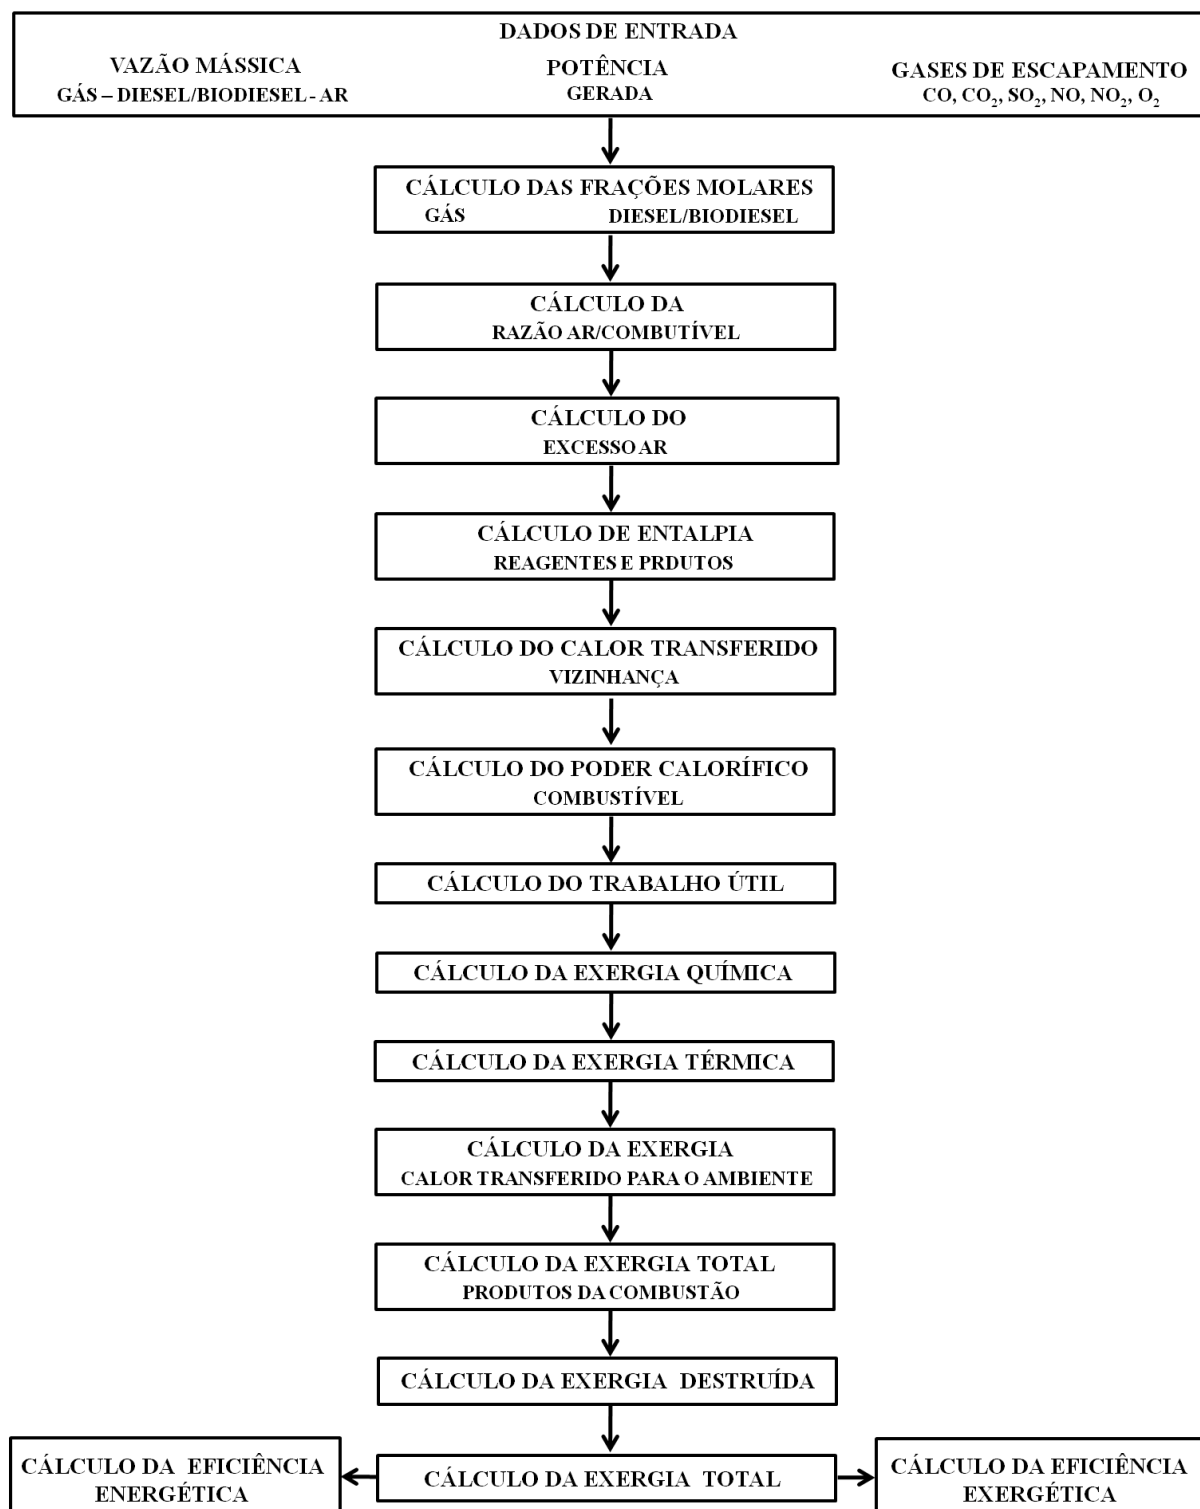 DADOS DE ENTRADA
VAZÃO MÁSSICA
GÁS – DIESEL/BIODIESEL - AR
POTÊNCIA
GERADA
GASES DE ESCAPAMENTO
CO, CO₂, SO₂, NO, NO₂, O₂
CÁLCULO DAS FRAÇÕES MOLARES
GÁS DIESEL/BIODIESEL
CÁLCULO DA
RAZÃO AR/COMBUTÍVEL
CÁLCULO DO
EXCESSO AR
CÁLCULO DE ENTALPIA
REAGENTES E PRDUTOS
CÁLCULO DO CALOR TRANSFERIDO
VIZINHANÇA
CÁLCULO DO PODER CALORÍFICO
COMBUSTÍVEL
CÁLCULO DO TRABALHO ÚTIL
CÁLCULO DA EXERGIA QUÍMICA
CÁLCULO DA EXERGIA TÉRMICA
CÁLCULO DA EXERGIA
CALOR TRANSFERIDO PARA O AMBIENTE
CÁLCULO DA EXERGIA TOTAL
PRODUTOS DA COMBUSTÃO
CÁLCULO DA EXERGIA DESTRUÍDA
CÁLCULO DA EFICIÊNCIA
ENERGÉTICA
CÁLCULO DA EXERGIA TOTAL
CÁLCULO DA EFICIÊNCIA
EXERGÉTICA